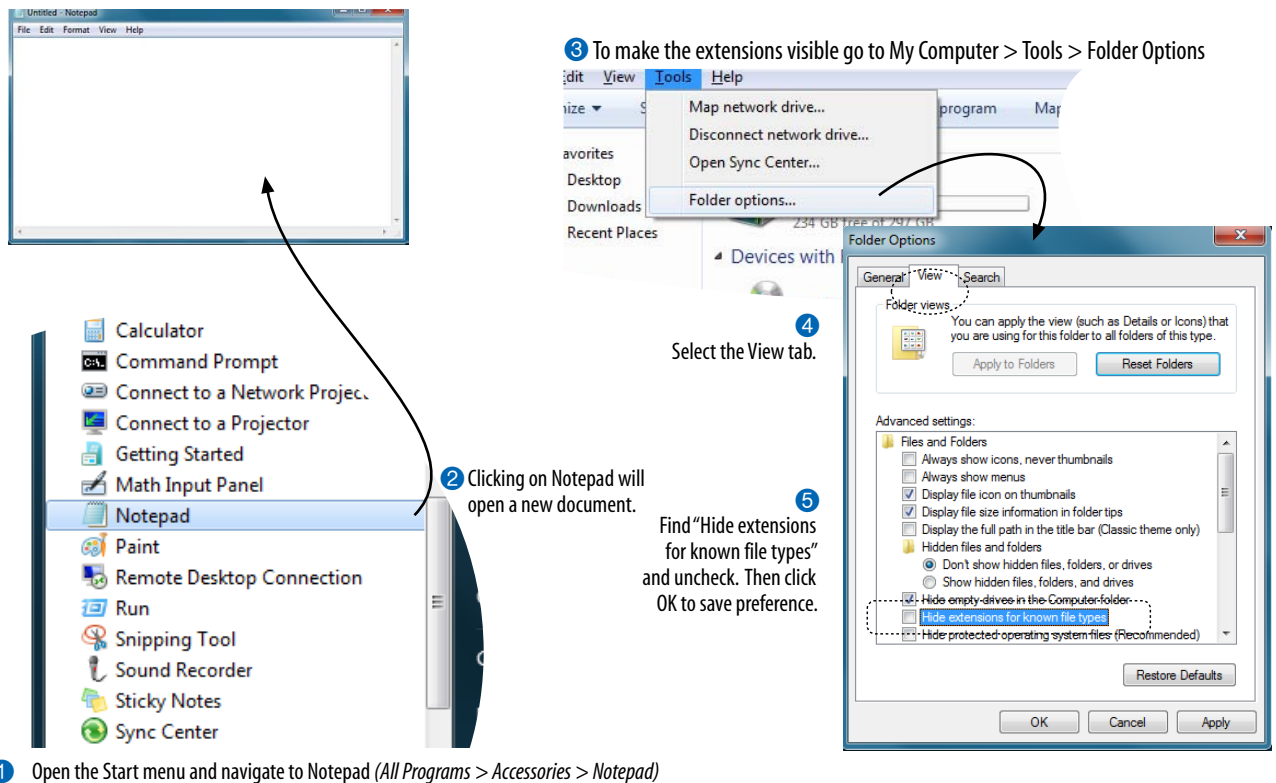 Untitled - Notepad
File Edit Format View Help
❸ To make the extensions visible go to My Computer > Tools > Folder Options
Edit View Tools Help
Map network drive...
Disconnect network drive...
Open Sync Center...
Folder options...
nize
program
Map
avorites
Desktop
Downloads
Recent Places
234 GB free of 297 GB
Devices with
Folder Options
General View Search
Folder views
You can apply the view (such as Details or Icons) that
you are using for this folder to all folders of this type.
Apply to Folders Reset Folders
❹
Select the View tab.
Advanced settings:
Files and Folders
Always show icons, never thumbnails
Always show menus
Display file icon on thumbnails
Display file size information in folder tips
Display the full path in the title bar (Classic theme only)
Hidden files and folders
Don't show hidden files, folders, or drives
Show hidden files, folders, and drives
Hide empty drives in the Computer folder
Hide extensions for known file types
Hide protected operating system files (Recommended)
Restore Defaults
OK Cancel Apply
❺
Find “Hide extensions
for known file types”
and uncheck. Then click
OK to save preference.
Calculator
Command Prompt
Connect to a Network Projec
Connect to a Projector
Getting Started
Math Input Panel
Notepad
Paint
Remote Desktop Connection
Run
Snipping Tool
Sound Recorder
Sticky Notes
Sync Center
❷ Clicking on Notepad will
open a new document.
❶ Open the Start menu and navigate to Notepad (All Programs > Accessories > Notepad)